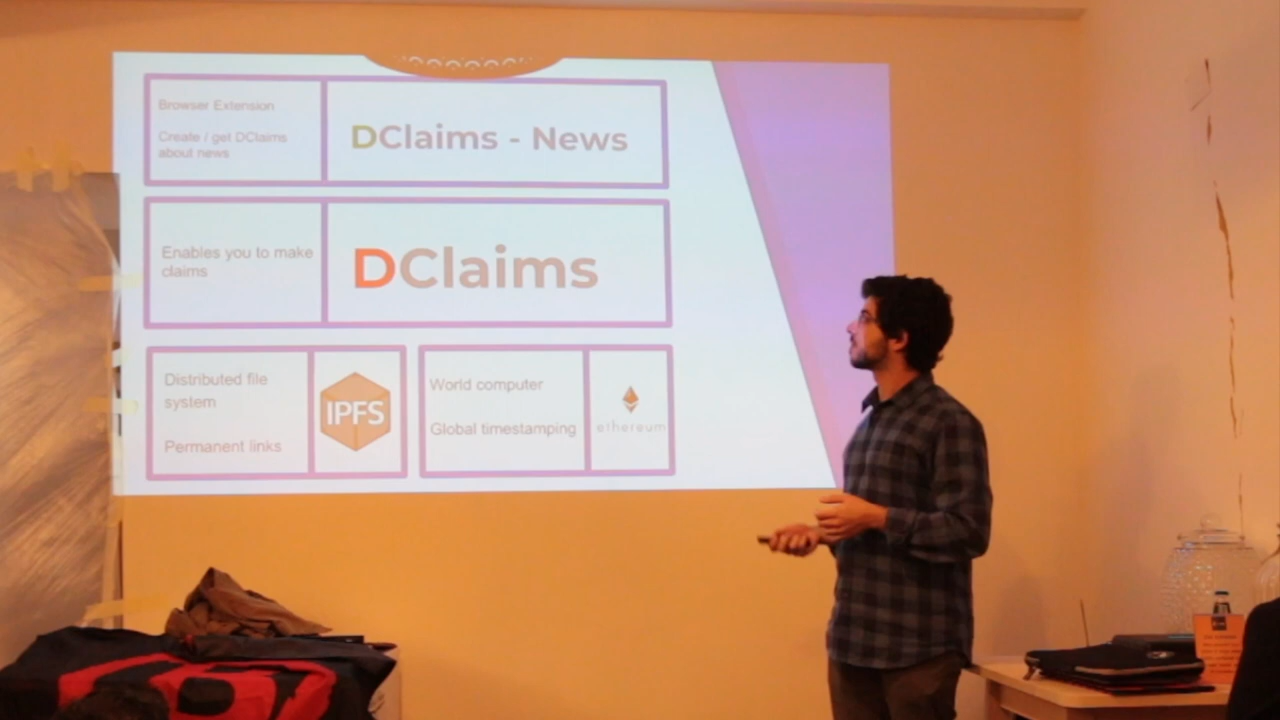 Browser Extension
Create / get DClaims
about news
DClaims - News
Enables you to make
claims
DClaims
Distributed file
system
Permanent links
IPFS
World computer
Global timestamping
ethereum